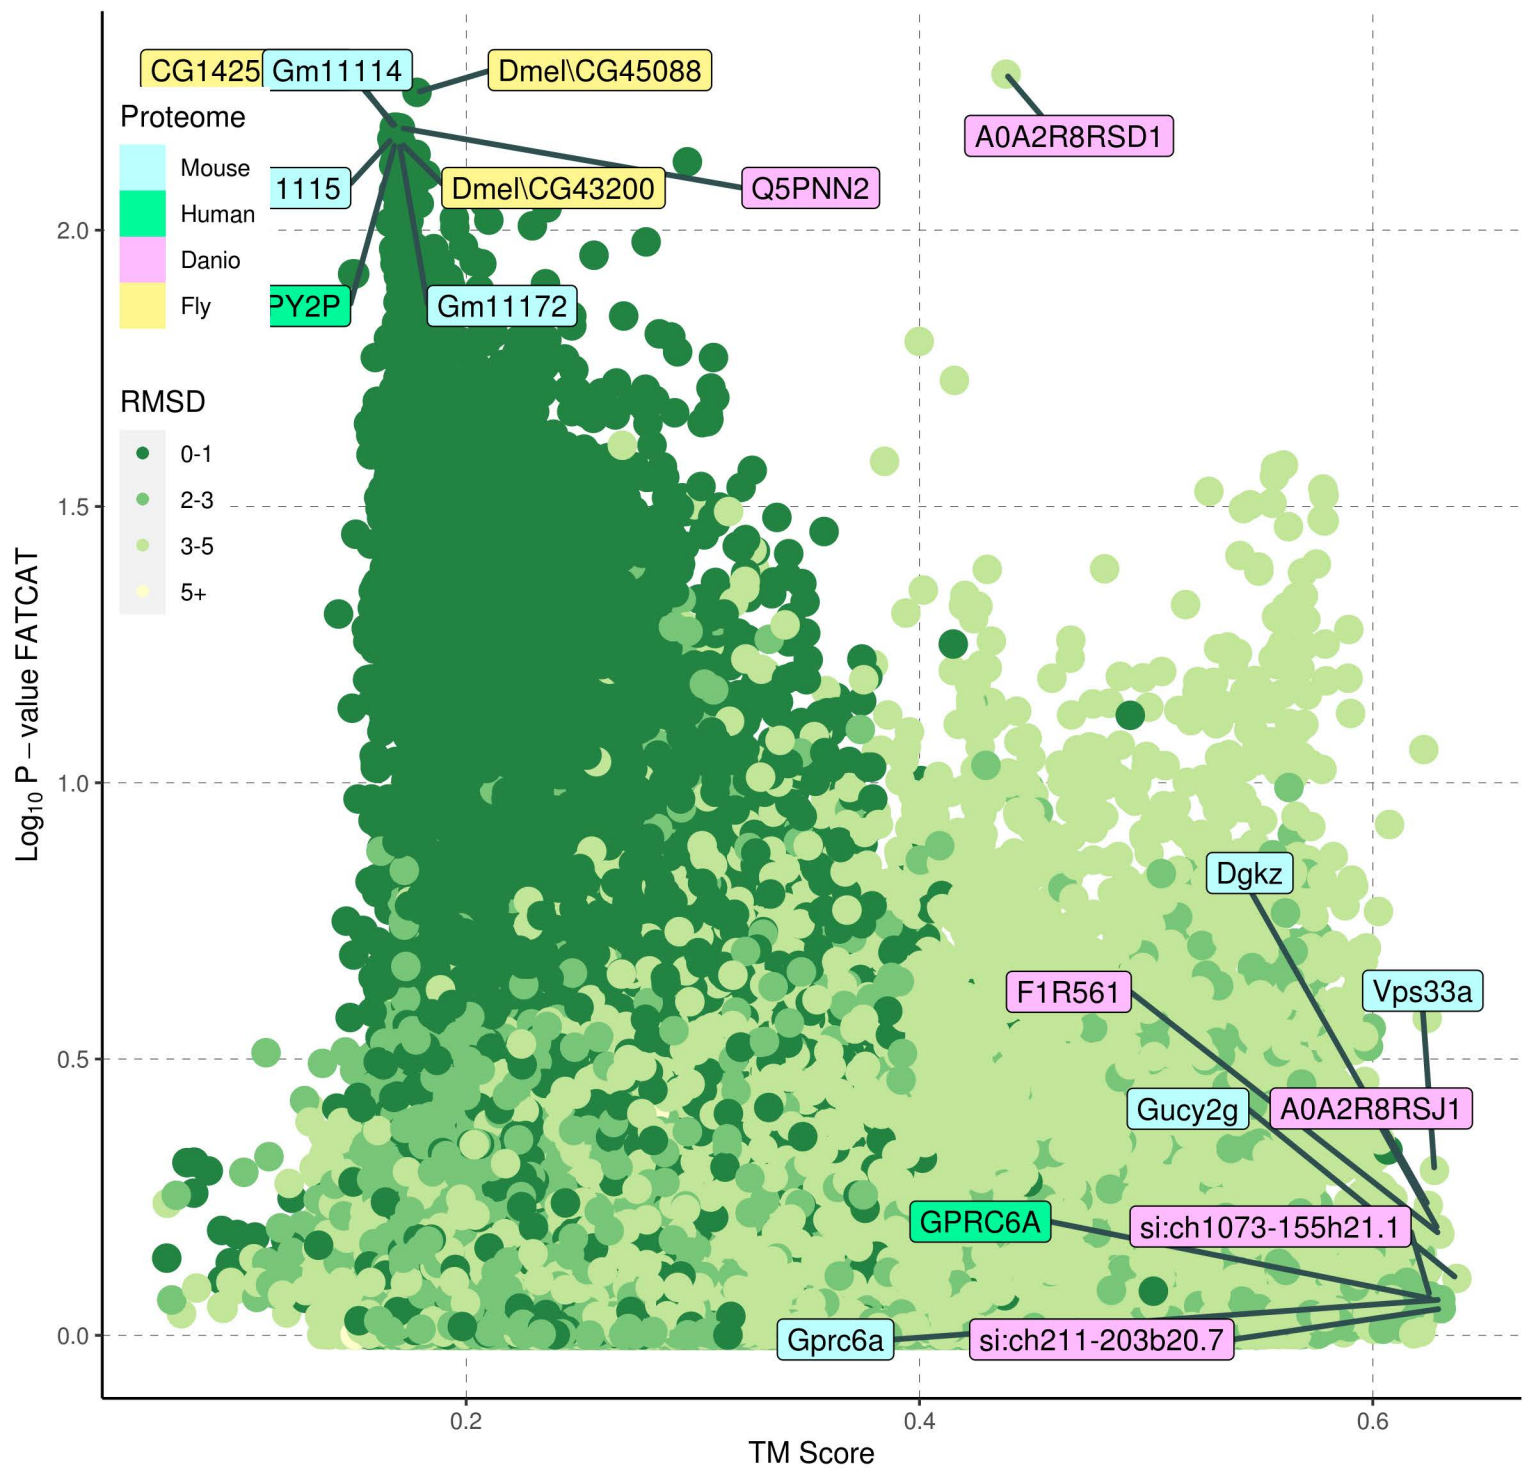 CG1425
Gm11114
Dmel\CG45088
A0A2R8RSD1
Proteome
Mouse
Human
Danio
Fly
1115
Dmel\CG43200
Q5PNN2
PY2P
Gm11172
RMSD
0-1
2-3
3-5
5+
2.0
1.5
1.0
0.5
0.0
Log10 P – value FATCAT
Dgkz
F1R561
Vps33a
Gucy2g
A0A2R8RSJ1
GPRC6A
si:ch1073-155h21.1
Gprc6a
si:ch211-203b20.7
0.2
0.4
0.6
TM Score